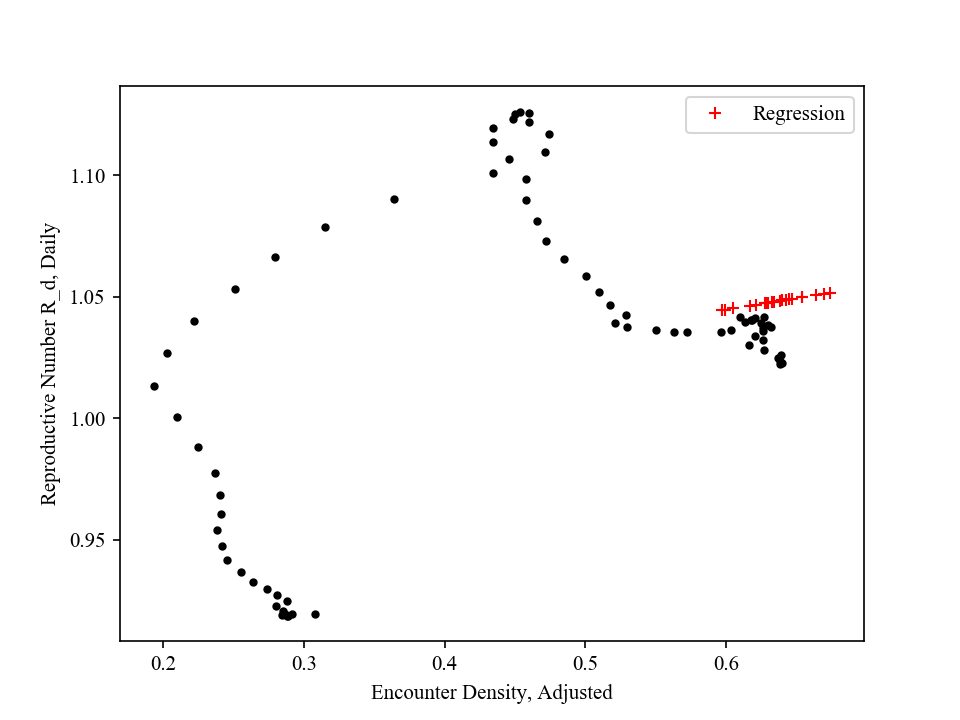 Regression
Reproductive Number R_d, Daily
1.10
1.05
1.00
0.95
0.2 0.3 0.4 0.5 0.6
Encounter Density, Adjusted